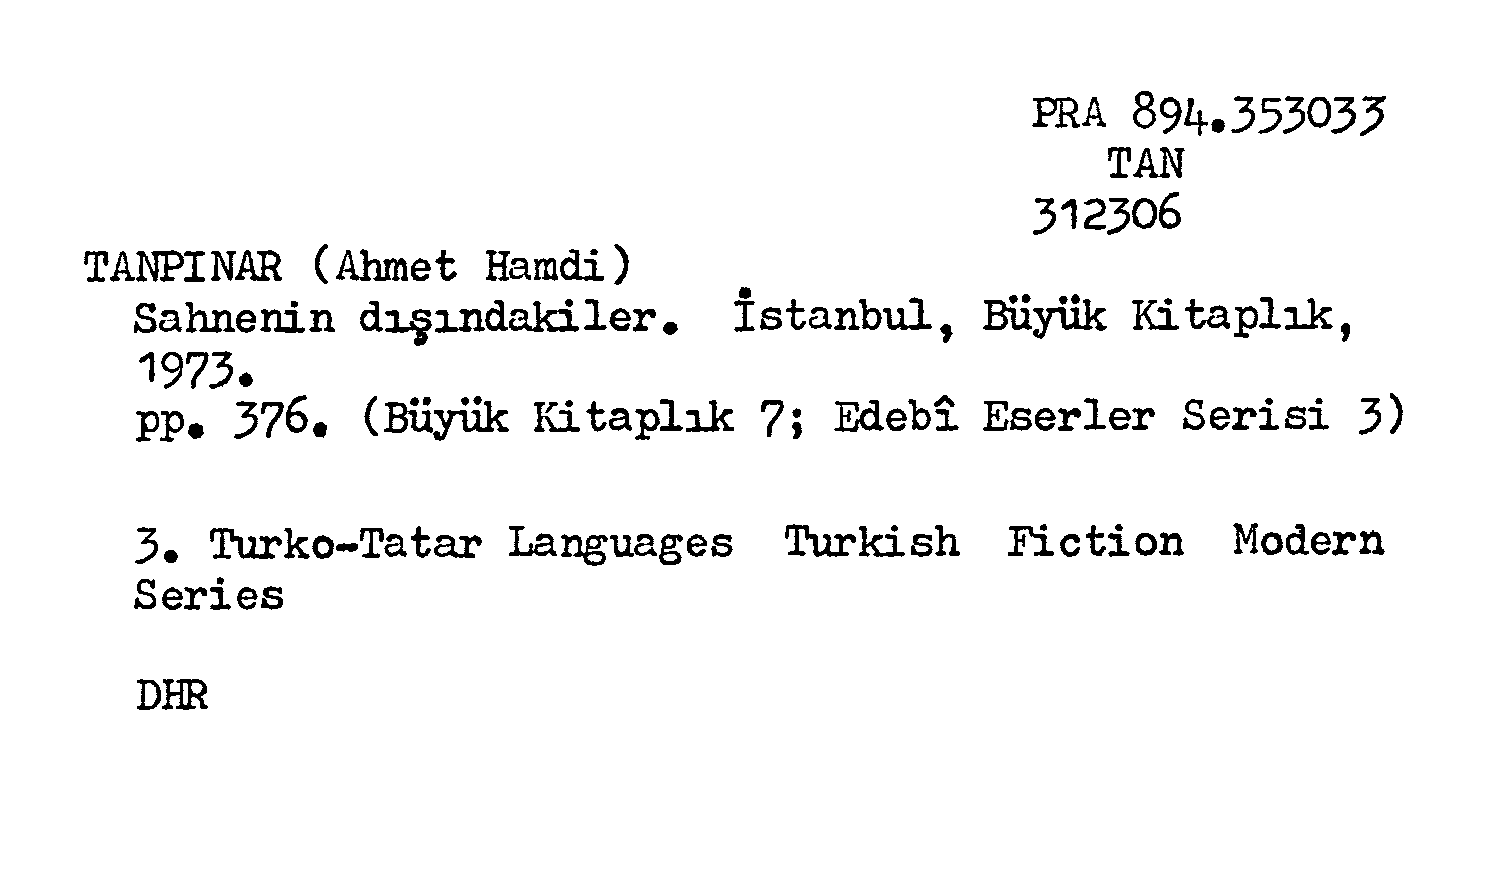 PRA 894.353033
TAN
312306
TANPINAR (Ahmet Hamdi)
Sahnenin dışındakiler. İstanbul, Büyük Kitaplık,
1973.
pp. 376. (Büyük Kitaplık 7; Edebî Eserler Serisi 3)
3. Turko-Tatar Languages Turkish Fiction Modern
Series
DHR